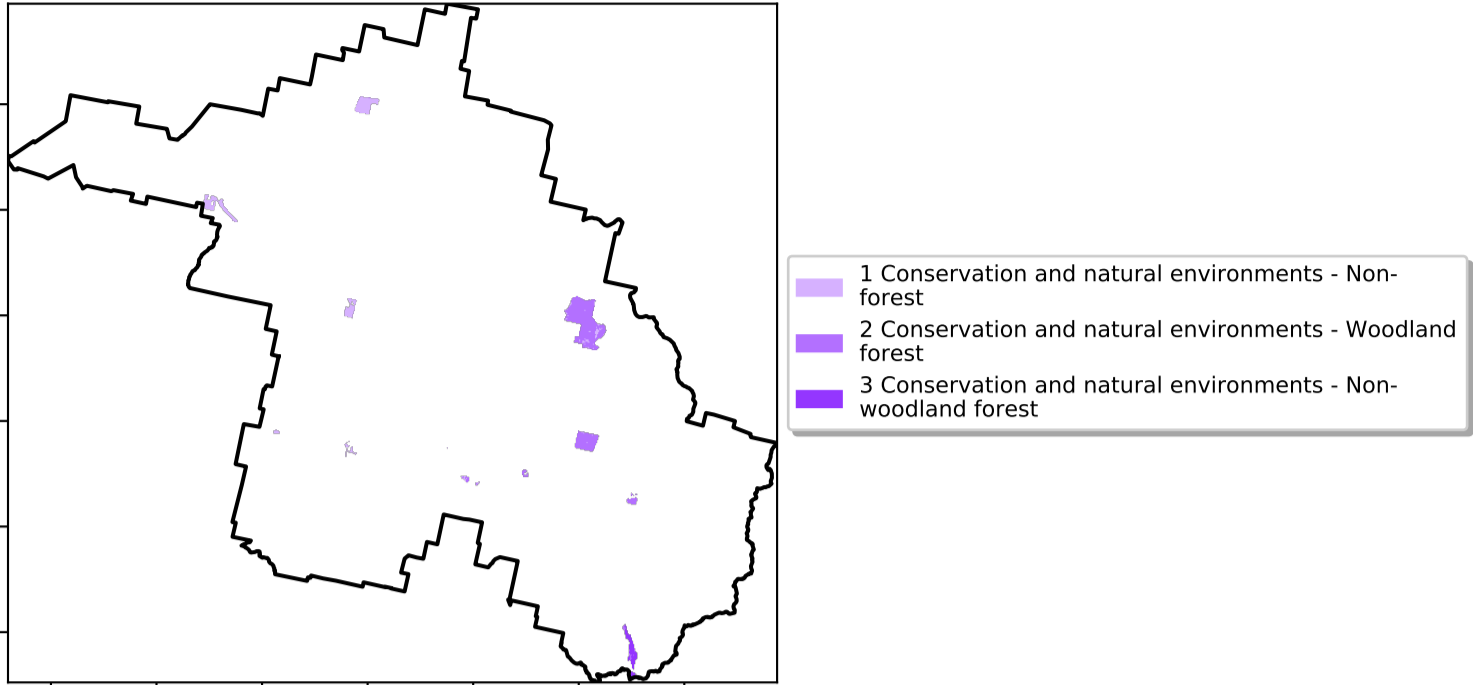 1 Conservation and natural environments - Non-
forest
2 Conservation and natural environments - Woodland
forest
3 Conservation and natural environments - Non-
woodland forest